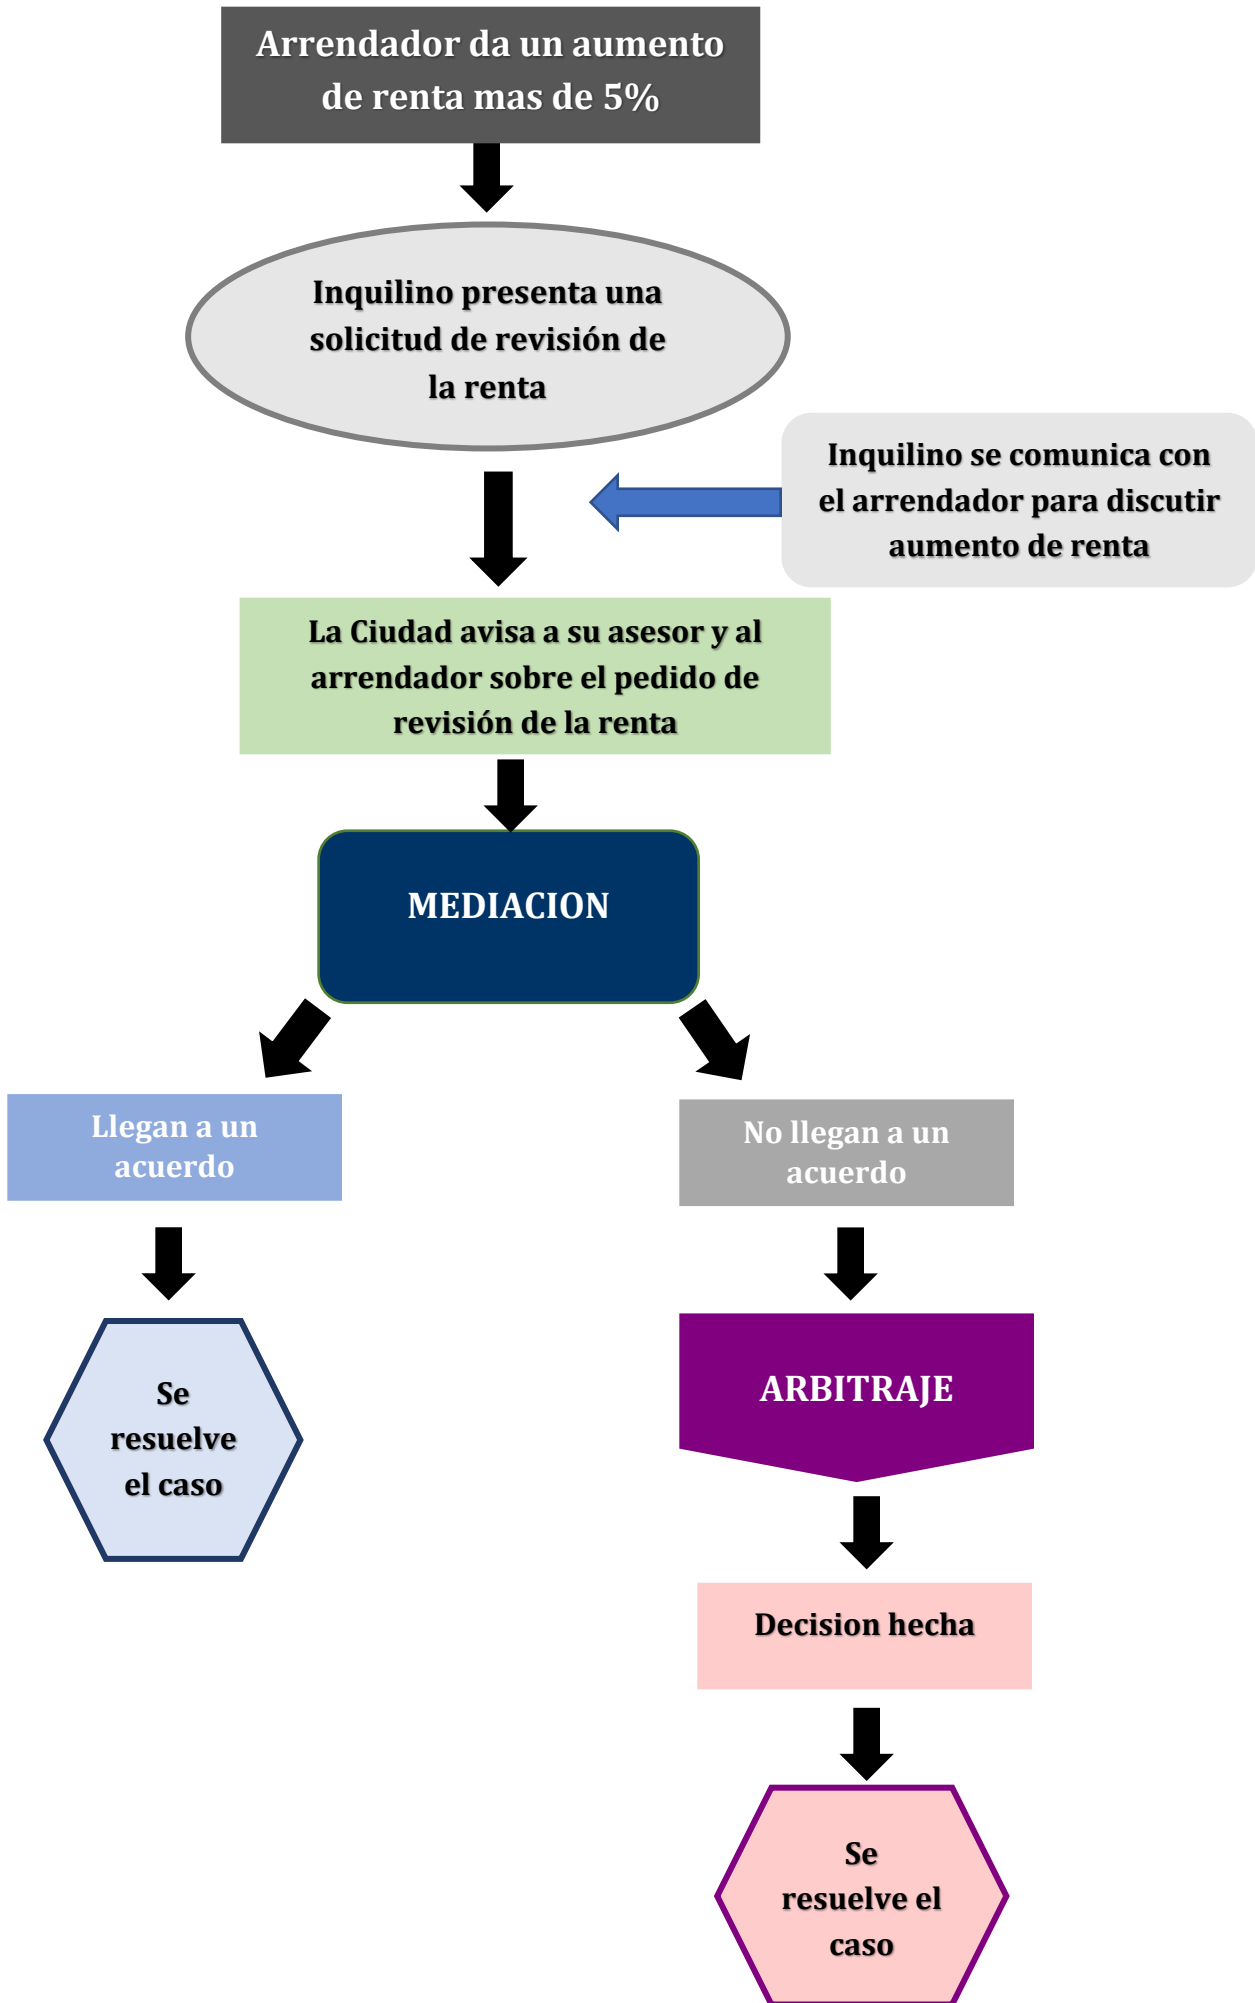 Arrendador da un aumento
de renta mas de 5%
Inquilino presenta una
solicitud de revisión de
la renta
Inquilino se comunica con
el arrendador para discutir
aumento de renta
La Ciudad avisa a su asesor y al
arrendador sobre el pedido de
revisión de la renta
MEDIACION
Llegan a un
acuerdo
No llegan a un
acuerdo
Se
resuelve
el caso
ARBITRAJE
Decision hecha
Se
resuelve el
caso